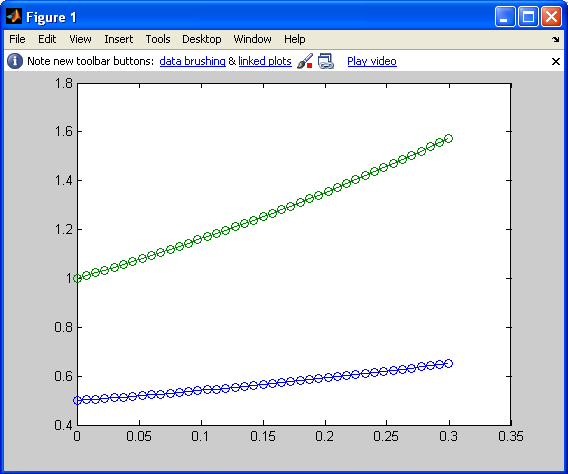 Figure 1
File Edit View Insert Tools Desktop Window Help
Note new toolbar buttons: data brushing & linked plots Play video
1.8
1.6
1.4
1.2
1
0.8
0.6
0.4
0 0.05 0.1 0.15 0.2 0.25 0.3 0.35